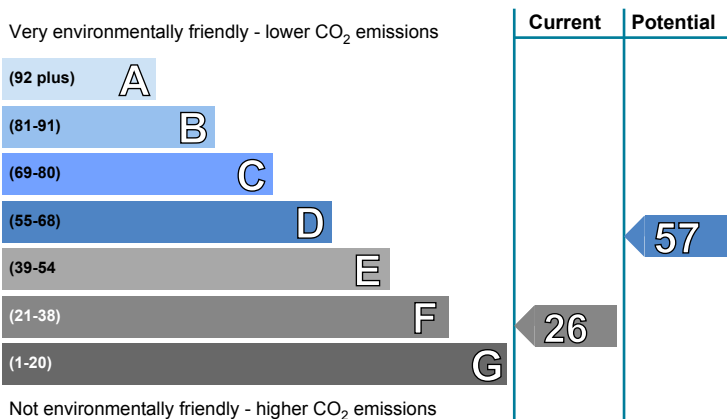 Very environmentally friendly - lower CO2 emissions
Current
Potential
(92 plus) A
(81-91) B
(69-80) C
(55-68) D
57
(39-54 E
(21-38) F
26
(1-20) G
Not environmentally friendly - higher CO2 emissions